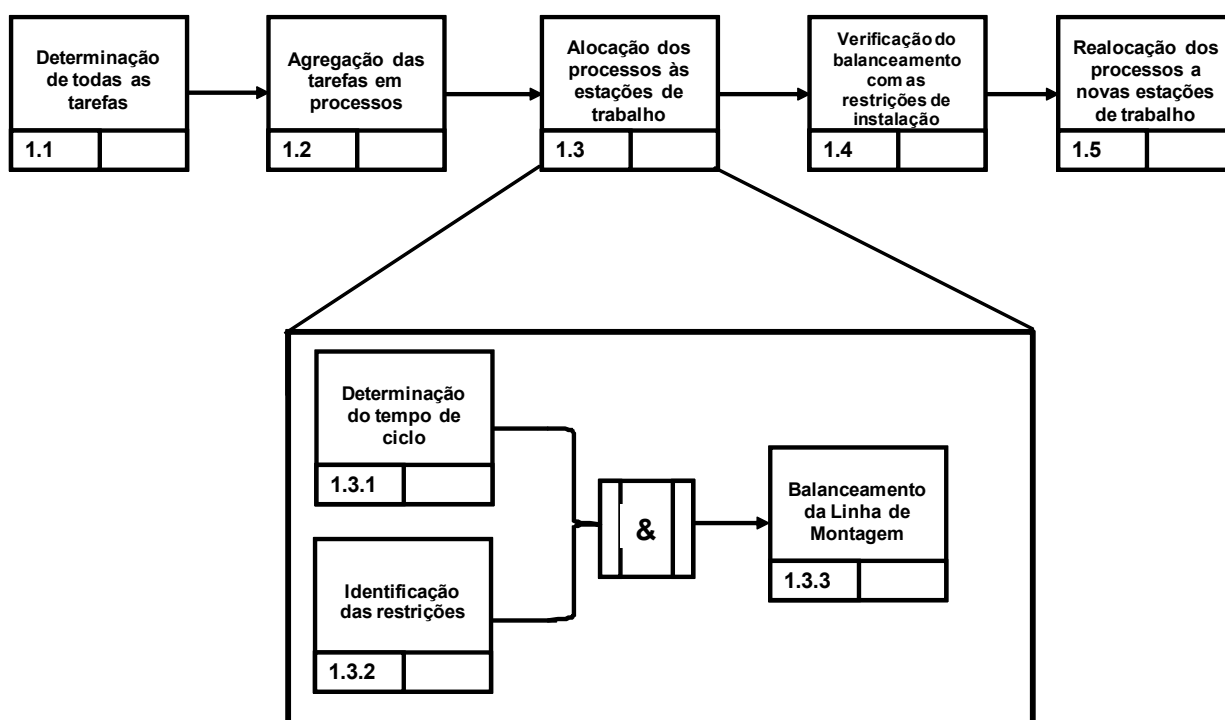 Determinação
de todas as
tarefas
1.1
Agregação das
tarefas em
processos
1.2
Alocação dos
processos às
estações de
trabalho
1.3
Verificação do
balanceamento
com as
restrições de
instalação
1.4
Realocação dos
processos a
novas estações
de trabalho
1.5
Determinação
do tempo de
ciclo
1.3.1
Identificação
das restrições
1.3.2
&
Balanceamento
da Linha de
Montagem
1.3.3